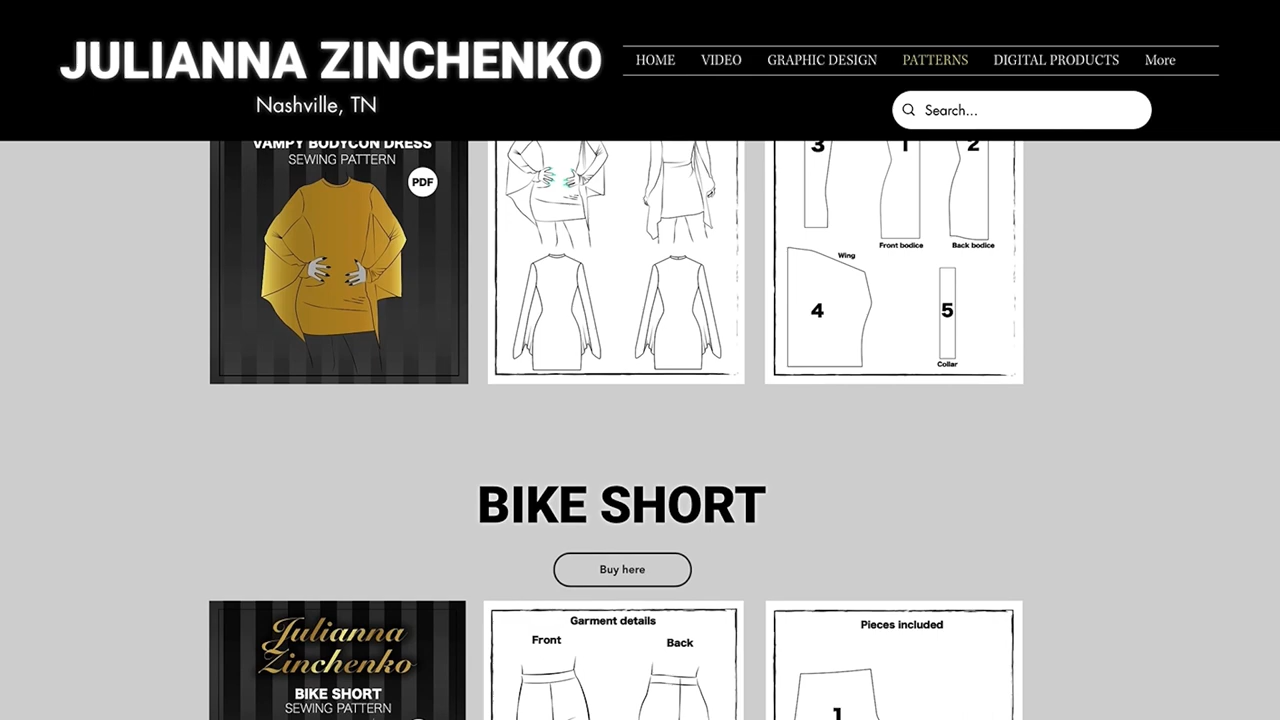 JULIANNA ZINCHENKO
Nashville, TN
HOME VIDEO GRAPHIC DESIGN PATTERNS DIGITAL PRODUCTS More
Search...
VAMPY BODYCON DRESS
SEWING PATTERN
PDF
3 1 2
Front bodice Back bodice
Wing
4 5
Collar
BIKE SHORT
Buy here
Julianna
Zinchenko
BIKE SHORT
SEWING PATTERN
Garment details
Front Back
Pieces included
1